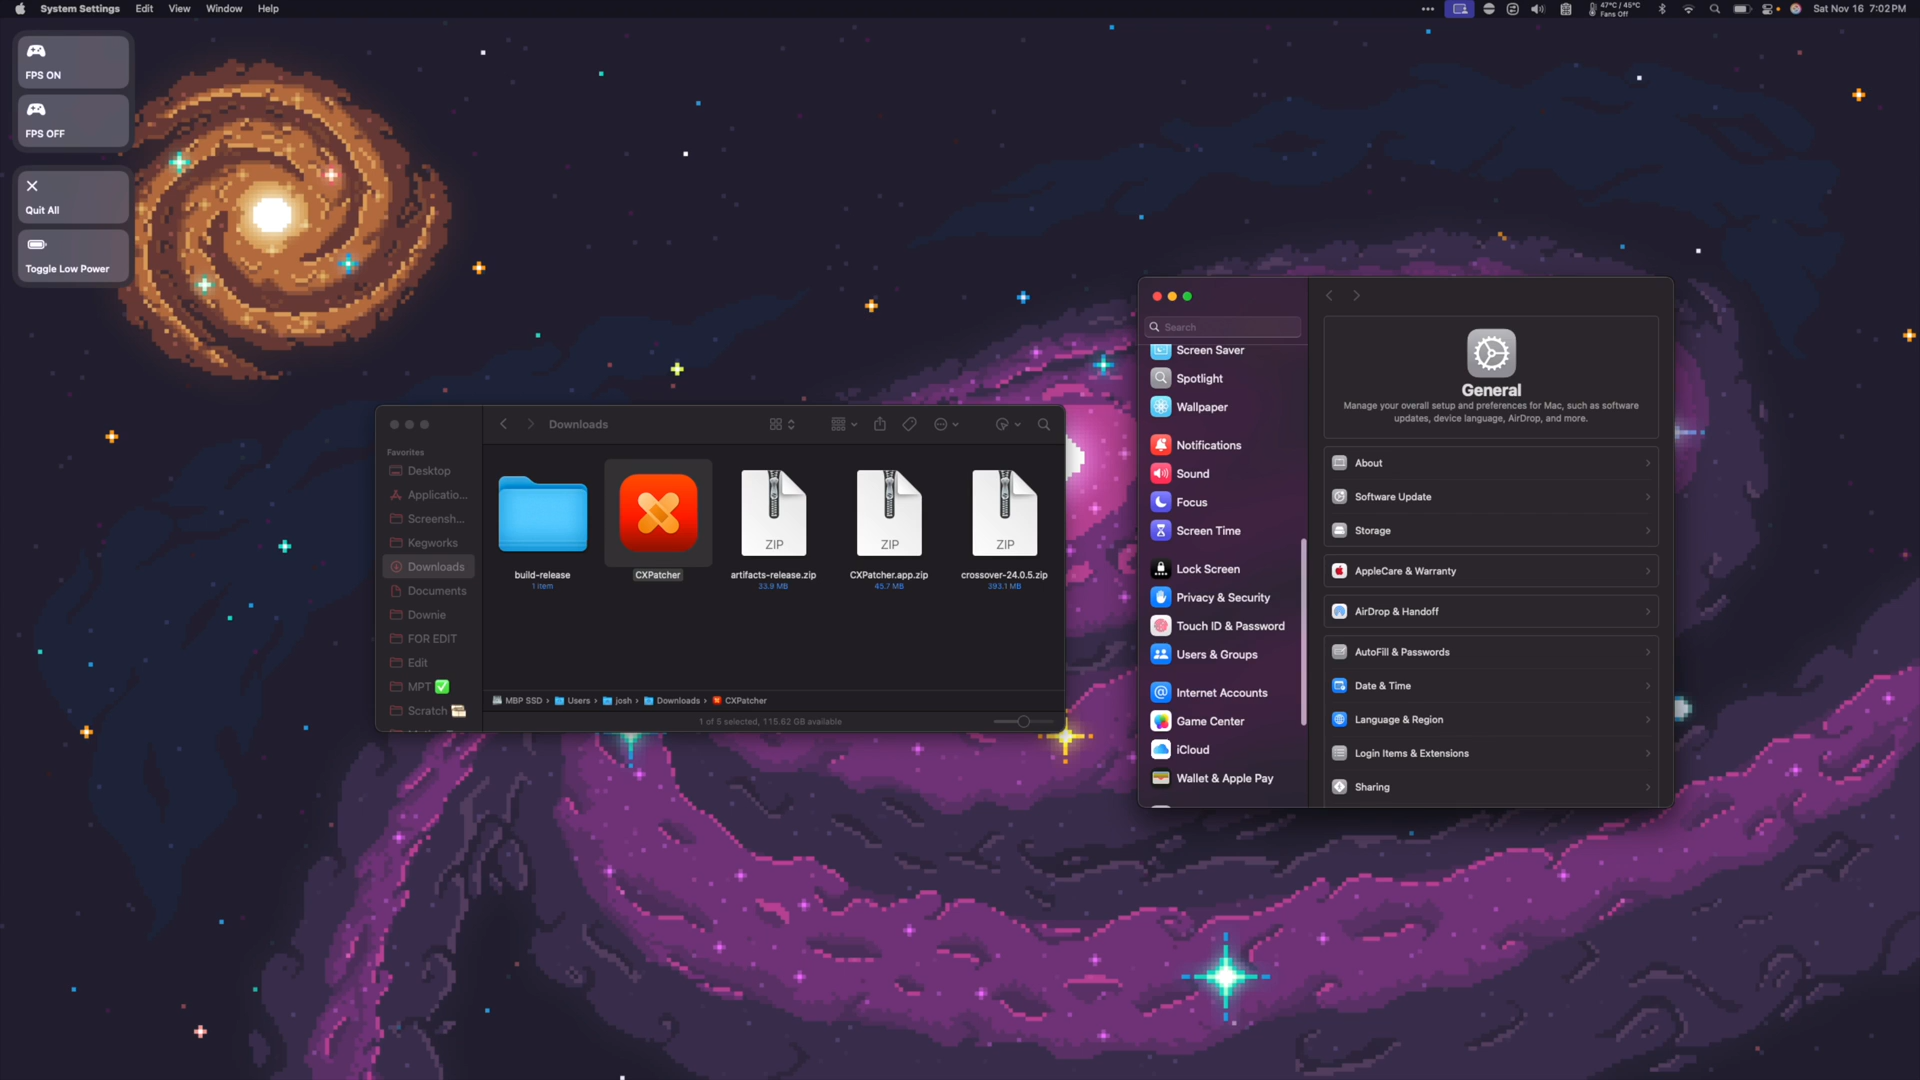 System Settings Edit View Window Help
47°C / 45°C
Fans Off
Sat Nov 16 7:02 PM
FPS ON
FPS OFF
Quit All
Toggle Low Power
Downloads
Favorites
Desktop
Applicatio...
Screensh...
Kegworks
Downloads
Documents
Downie
FOR EDIT
Edit
MPT ✅
Scratch
build-release
1 item
CXPatcher
ZIP
artifacts-release.zip
33.9 MB
ZIP
CXPatcher.app.zip
45.7 MB
ZIP
crossover-24.0.5.zip
393.1 MB
MBP SSD › Users › josh › Downloads › CXPatcher
1 of 5 selected, 115.62 GB available
Search
Screen Saver
Spotlight
Wallpaper
Notifications
Sound
Focus
Screen Time
Lock Screen
Privacy & Security
Touch ID & Password
Users & Groups
Internet Accounts
Game Center
iCloud
Wallet & Apple Pay
General
Manage your overall setup and preferences for Mac, such as software
updates, device language, AirDrop, and more.
About
Software Update
Storage
AppleCare & Warranty
AirDrop & Handoff
AutoFill & Passwords
Date & Time
Language & Region
Login Items & Extensions
Sharing